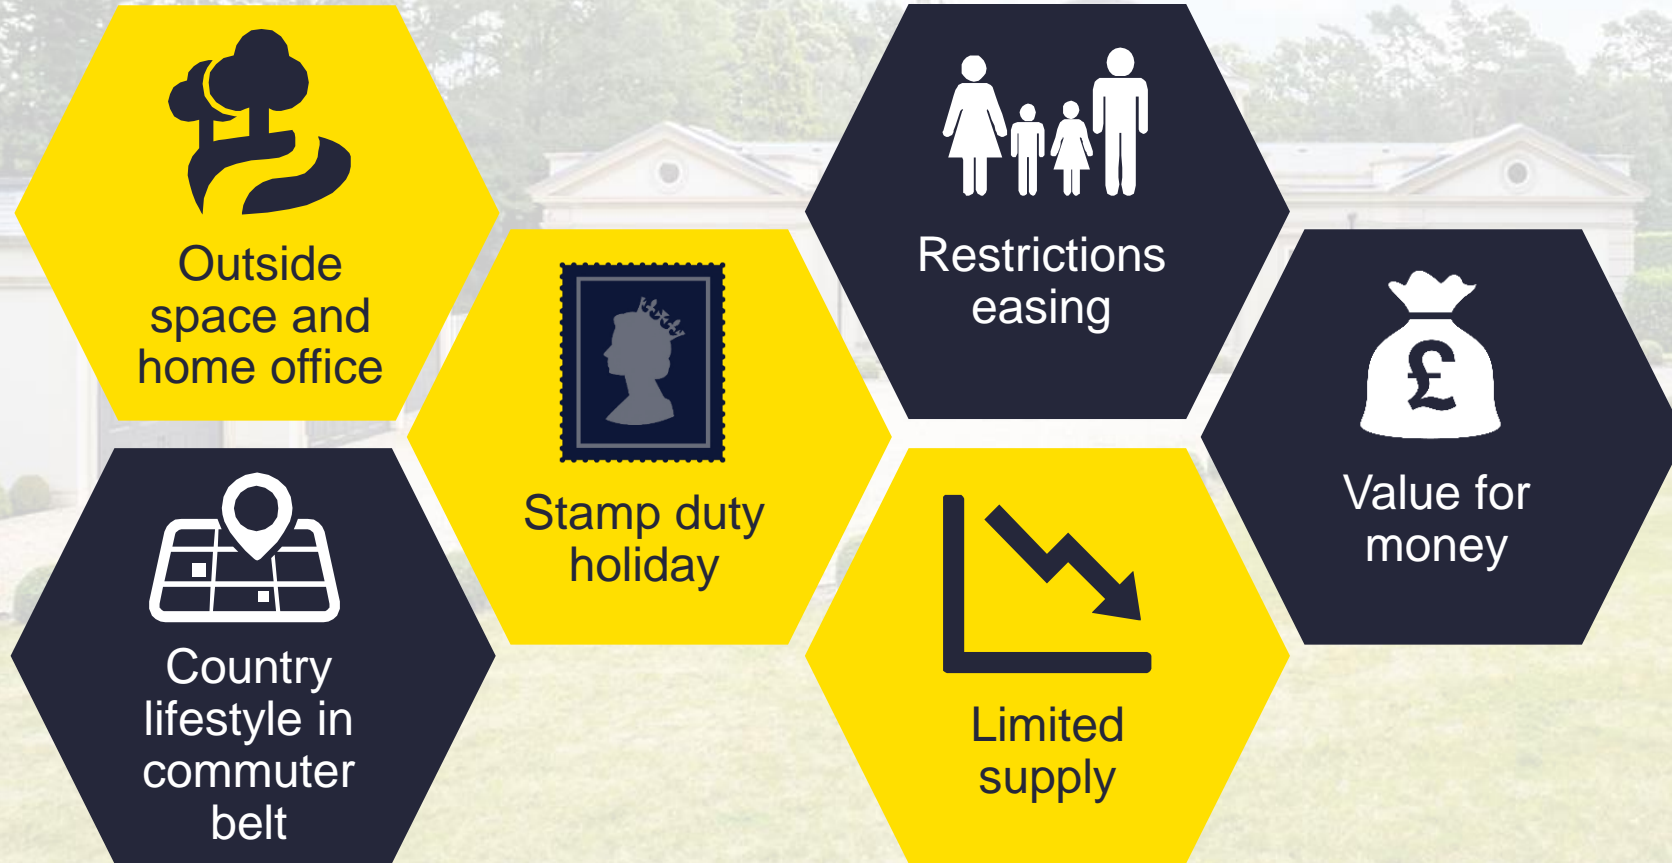 Outside
space and
home office
Stamp duty
holiday
Restrictions
easing
£
Value for
money
Country
lifestyle in
commuter
belt
Limited
supply